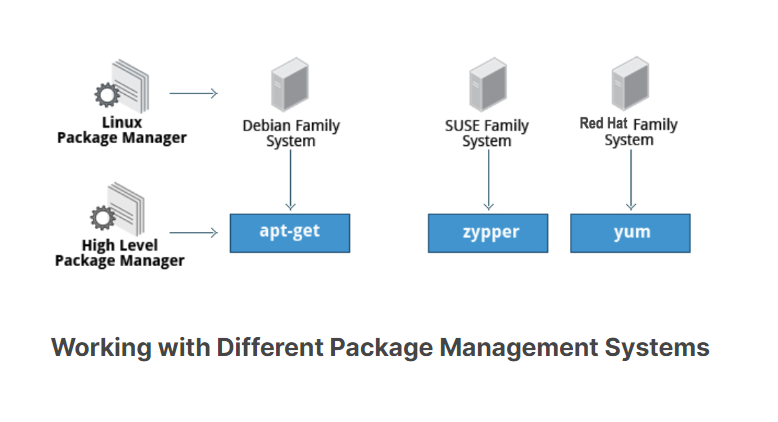 Linux
Package Manager
Debian Family
System
SUSE Family
System
Red Hat Family
System
High Level
Package Manager
apt-get
zypper
yum
Working with Different Package Management Systems